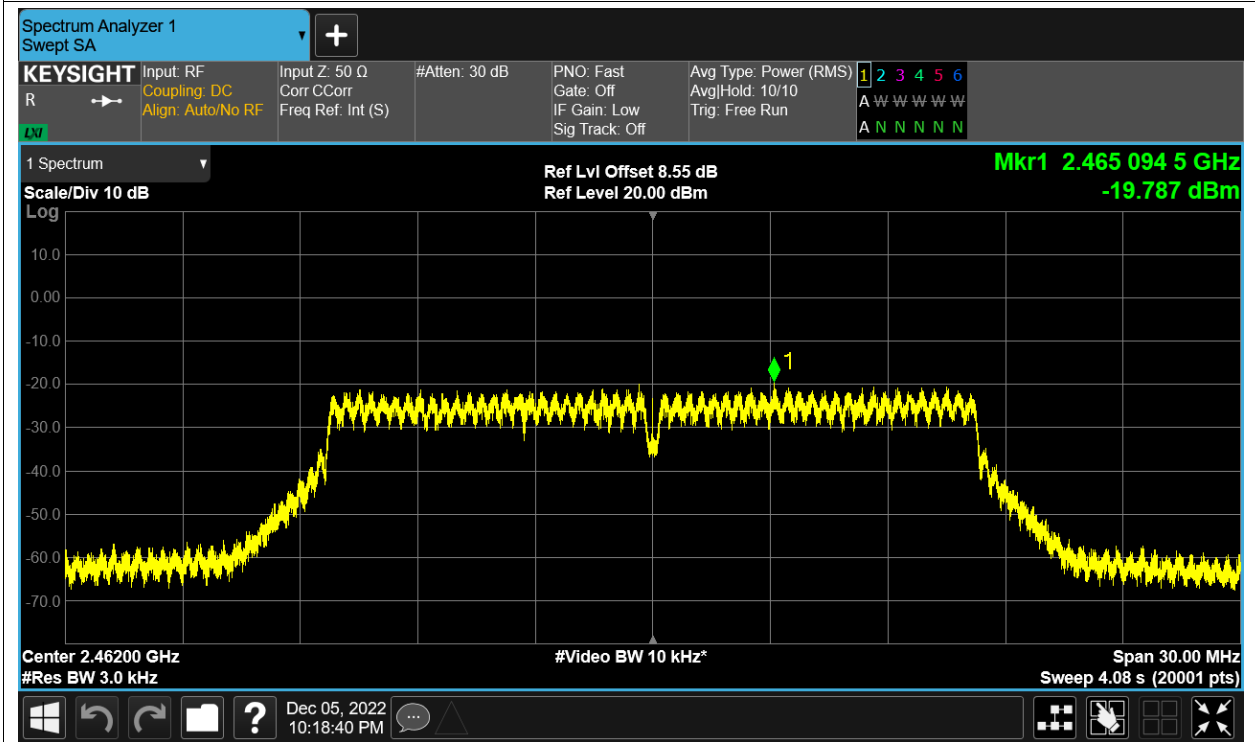 Spectrum Analyzer 1
Swept SA
+
KEYSIGHT
R
LXI
Input: RF
Coupling: DC
Align: Auto/No RF
Input Z: 50 Ω
Corr CCorr
Freq Ref: Int (S)
#Atten: 30 dB
PNO: Fast
Gate: Off
IF Gain: Low
Sig Track: Off
Avg Type: Power (RMS)
Avg|Hold: 10/10
Trig: Free Run
1 2 3 4 5 6
A W W W W W
A N N N N N
1 Spectrum
Scale/Div 10 dB
Log
Ref Lvl Offset 8.55 dB
Ref Level 20.00 dBm
Mkr1 2.465 094 5 GHz
-19.787 dBm
10.0
0.00
-10.0
-20.0
-30.0
-40.0
-50.0
-60.0
-70.0
1
Center 2.46200 GHz
#Res BW 3.0 kHz
#Video BW 10 kHz*
Span 30.00 MHz
Sweep 4.08 s (20001 pts)
?
Dec 05, 2022
10:18:40 PM